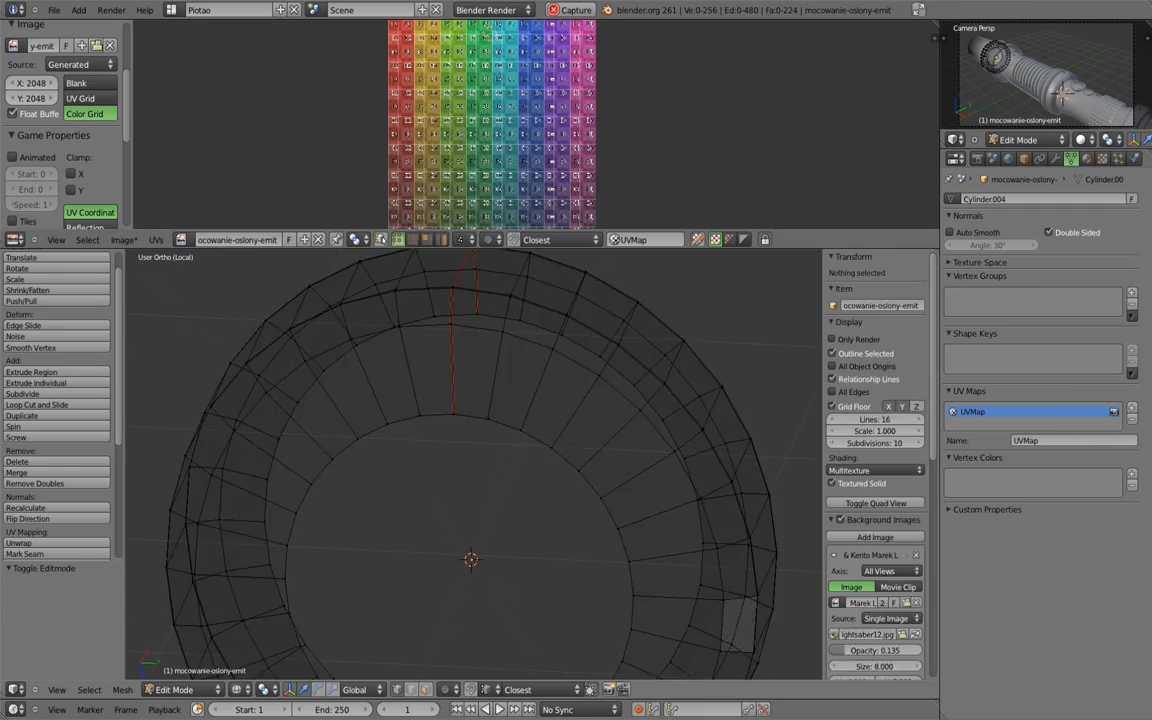 File Add Render Help Piotao Scene Blender Render Capture blender.org 261 | Ve:0-256 | Ed:0-480 | Fa:0-224 | mocowanie-oslony-emit
Image
y-emit F
Source: Generated
X: 2048 Blank
Y: 2048 UV Grid
Float Buffe Color Grid
Game Properties
Animated Clamp:
Start: 0 X
End: 0 Y
Speed: 1
Tiles UV Coordinat
Reflection
View Select Image* UVs ocowanie-oslony-emit F Closest UVMap
Translate
Rotate
Scale
Shrink/Fatten
Push/Pull
Deform:
Edge Slide
Noise
Smooth Vertex
Add:
Extrude Region
Extrude Individual
Subdivide
Loop Cut and Slide
Duplicate
Spin
Screw
Remove:
Delete
Merge
Remove Doubles
Normals:
Recalculate
Flip Direction
UV Mapping:
Unwrap
Mark Seam
Toggle Editmode
User Ortho (Local)
(1) mocowanie-oslony-emit
View Select Mesh Edit Mode Global Closest
View Marker Frame Playback Start: 1 End: 250 1 No Sync
Transform
Nothing selected
Item
ocowanie-oslony-emit
Display
Only Render
Outline Selected
All Object Origins
Relationship Lines
All Edges
Grid Floor X Y Z
Lines: 16
Scale: 1.000
Subdivisions: 10
Shading:
Multitexture
Textured Solid
Toggle Quad View
Background Images
Add Image
& Kento Marek L
Axis: All Views
Image Movie Clip
Marek L 2 F
Source: Single Image
ightsaber12.jpg
Opacity: 0.135
Size: 8.000
Camera Persp
(1) mocowanie-oslony-emit
Edit Mode
mocowanie-oslony- Cylinder.00
Cylinder.004 F
Normals
Auto Smooth Double Sided
Angle: 30°
Texture Space
Vertex Groups
Shape Keys
UV Maps
UVMap
Name: UVMap
Vertex Colors
Custom Properties